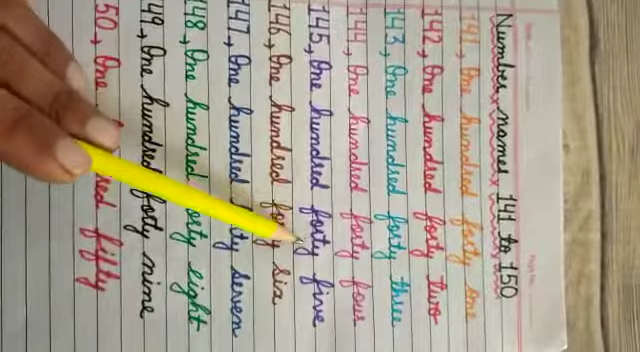 Number names 141 to 150
141, One hundred forty one
142, One hundred forty two
143, One hundred forty three
144, One hundred forty four
145, One hundred forty five
146, One hundred forty six
147, One hundred forty seven
148, One hundred forty eight
149, One hundred forty nine
150, One fifty